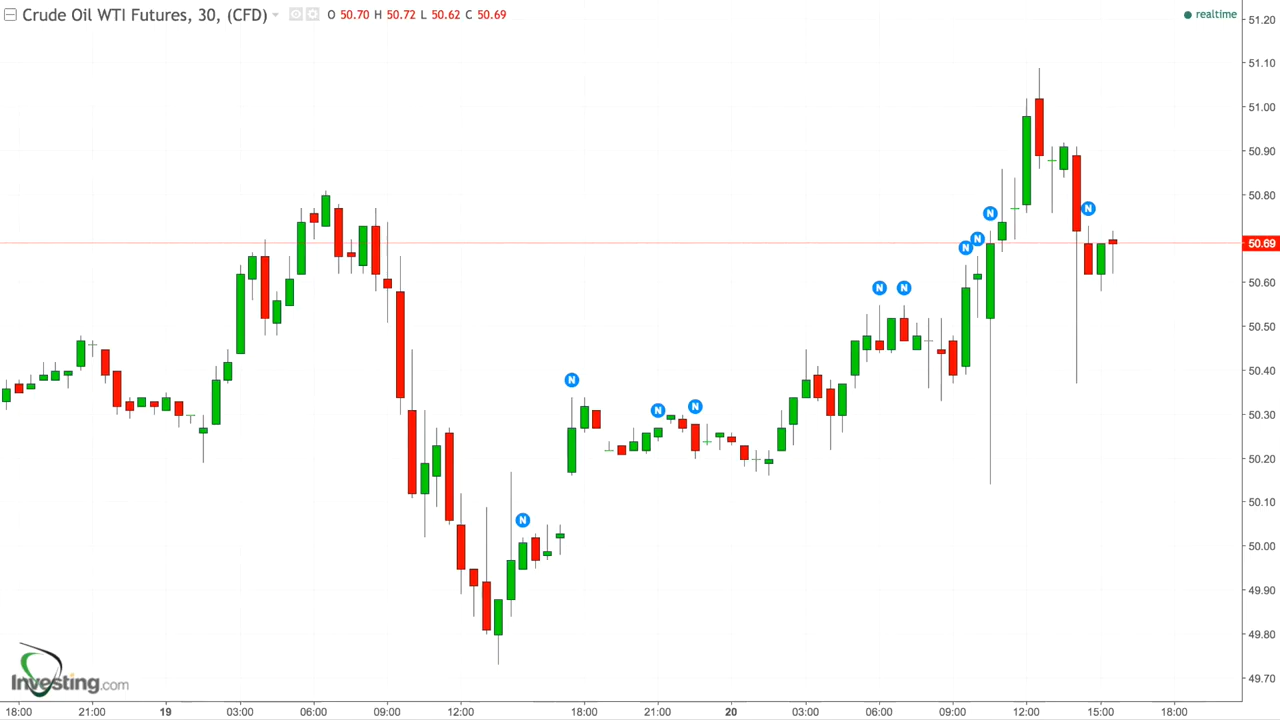 Crude Oil WTI Futures, 30, (CFD) O 50.70 H 50.72 L 50.62 C 50.69
realtime
51.20
51.10
51.00
50.90
50.80
50.69
50.60
50.50
50.40
50.30
50.20
50.10
50.00
49.90
49.80
49.70
N
N
N
N
N
N
N
N
N
N
Investing.com
18:00 21:00 19 03:00 06:00 09:00 12:00 18:00 21:00 20 03:00 06:00 09:00 12:00 15:00 18:00